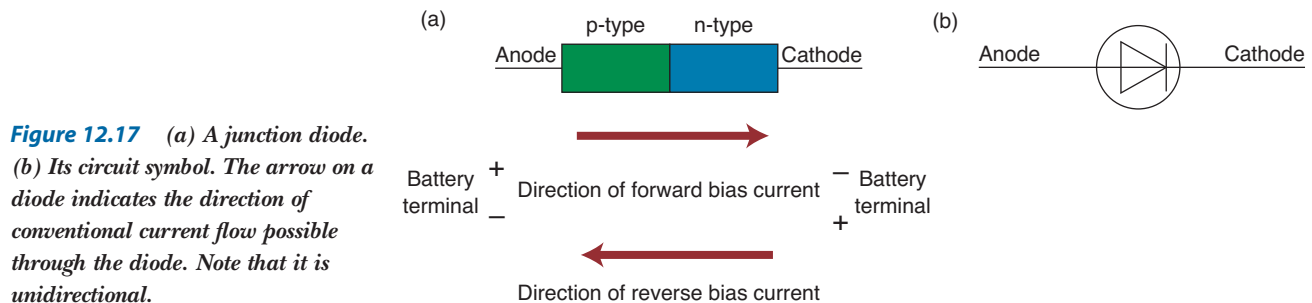 (a)
p-type n-type
Anode Cathode
(b)
Anode Cathode
Figure 12.17 (a) A junction diode.
(b) Its circuit symbol. The arrow on a
diode indicates the direction of
conventional current flow possible
through the diode. Note that it is
unidirectional.
Battery
terminal
+
–
Direction of forward bias current
–
+
Battery
terminal
Direction of reverse bias current